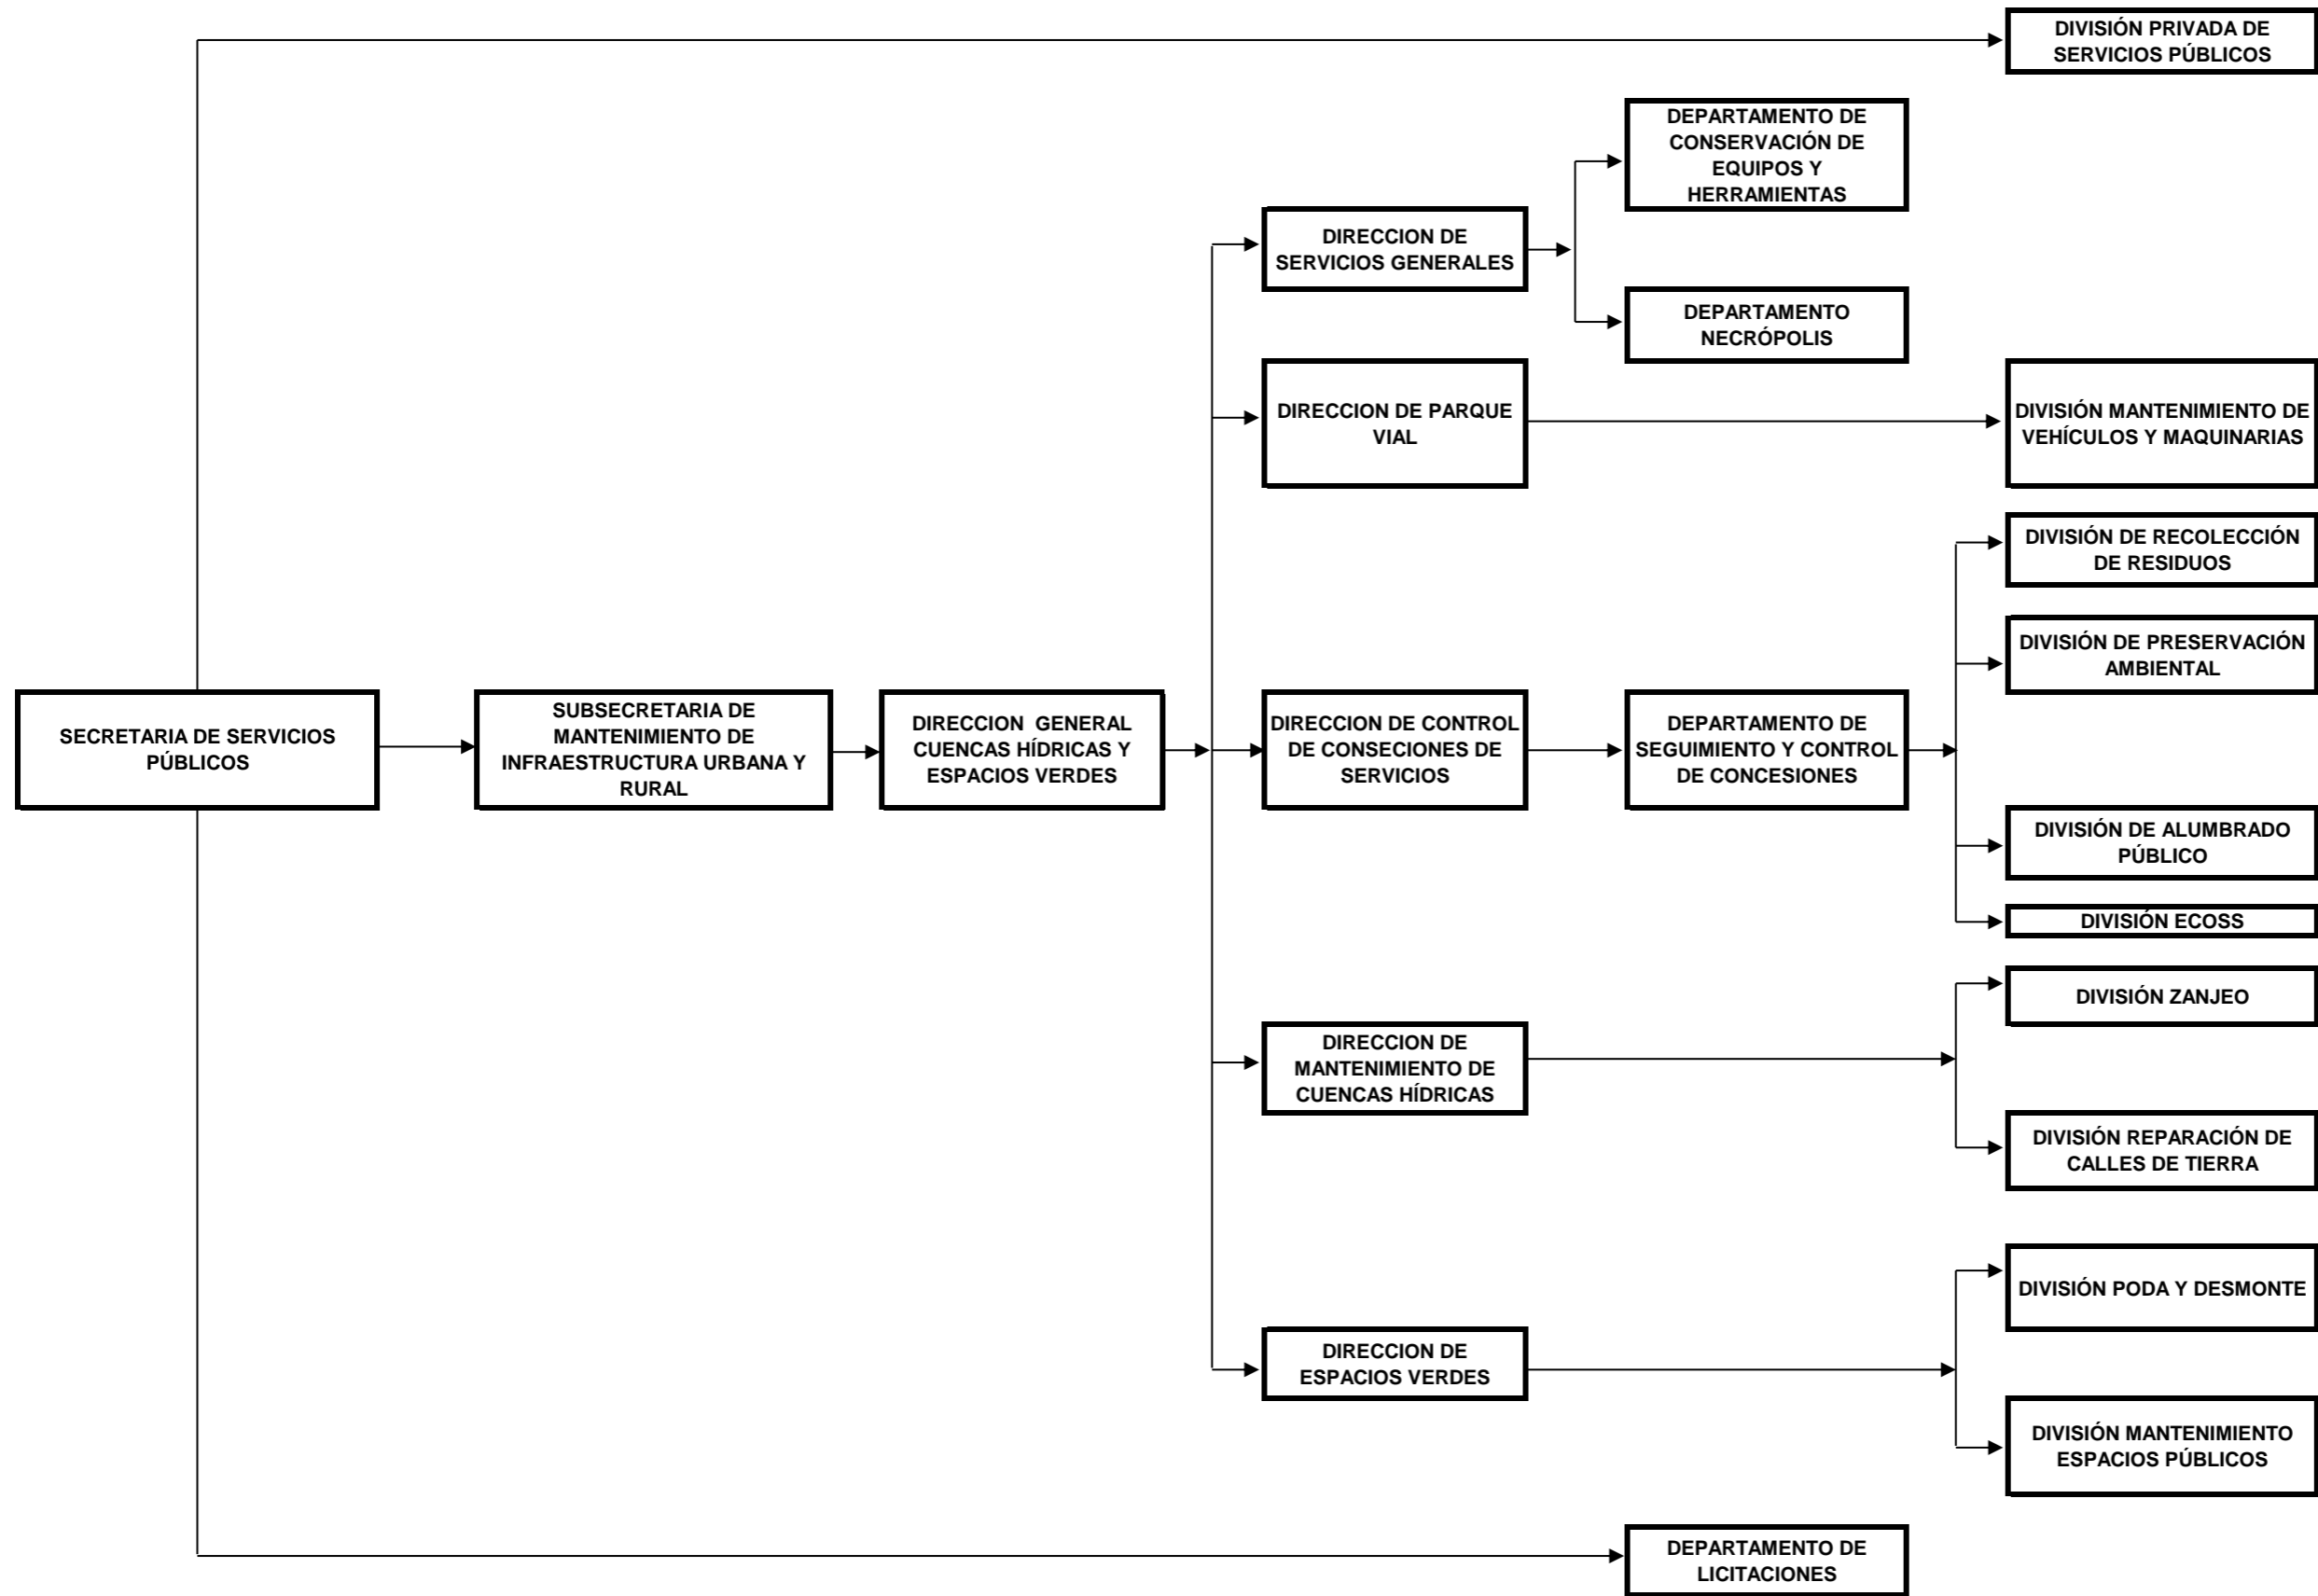 DIVISIÓN PRIVADA DE
SERVICIOS PÚBLICOS
DEPARTAMENTO DE
CONSERVACIÓN DE
EQUIPOS Y
HERRAMIENTAS
DIRECCION DE
SERVICIOS GENERALES
DEPARTAMENTO
NECRÓPOLIS
DIRECCION DE PARQUE
VIAL
DIVISIÓN MANTENIMIENTO DE
VEHÍCULOS Y MAQUINARIAS
DIVISIÓN DE RECOLECCIÓN
DE RESIDUOS
DIVISIÓN DE PRESERVACIÓN
AMBIENTAL
SECRETARIA DE SERVICIOS
PÚBLICOS
SUBSECRETARIA DE
MANTENIMIENTO DE
INFRAESTRUCTURA URBANA Y
RURAL
DIRECCION  GENERAL
CUENCAS HÍDRICAS Y
ESPACIOS VERDES
DIRECCION DE CONTROL
DE CONSECIONES DE
SERVICIOS
DEPARTAMENTO DE
SEGUIMIENTO Y CONTROL
DE CONCESIONES
DIVISIÓN DE ALUMBRADO
PÚBLICO
DIVISIÓN ECOSS
DIVISIÓN ZANJEO
DIRECCION DE
MANTENIMIENTO DE
CUENCAS HÍDRICAS
DIVISIÓN REPARACIÓN DE
CALLES DE TIERRA
DIVISIÓN PODA Y DESMONTE
DIRECCION DE
ESPACIOS VERDES
DIVISIÓN MANTENIMIENTO
ESPACIOS PÚBLICOS
DEPARTAMENTO DE
LICITACIONES